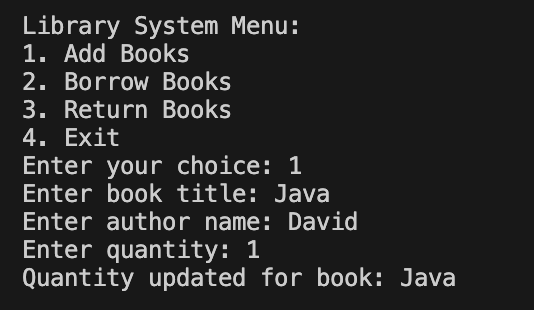 Library System Menu:
1. Add Books
2. Borrow Books
3. Return Books
4. Exit
Enter your choice: 1
Enter book title: Java
Enter author name: David
Enter quantity: 1
Quantity updated for book: Java